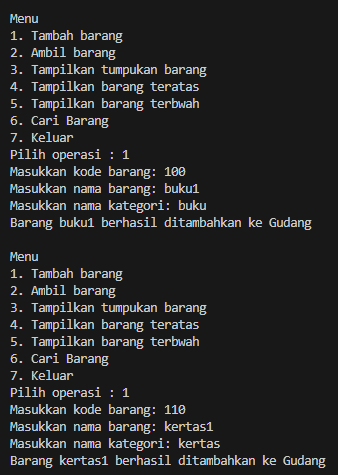 Menu
1. Tambah barang
2. Ambil barang
3. Tampilkan tumpukan barang
4. Tampilkan barang teratas
5. Tampilkan barang terbwah
6. Cari Barang
7. Keluar
Pilih operasi : 1
Masukkan kode barang: 100
Masukkan nama barang: buku1
Masukkan nama kategori: buku
Barang buku1 berhasil ditambahkan ke Gudang

Menu
1. Tambah barang
2. Ambil barang
3. Tampilkan tumpukan barang
4. Tampilkan barang teratas
5. Tampilkan barang terbwah
6. Cari Barang
7. Keluar
Pilih operasi : 1
Masukkan kode barang: 110
Masukkan nama barang: kertas1
Masukkan nama kategori: kertas
Barang kertas1 berhasil ditambahkan ke Gudang